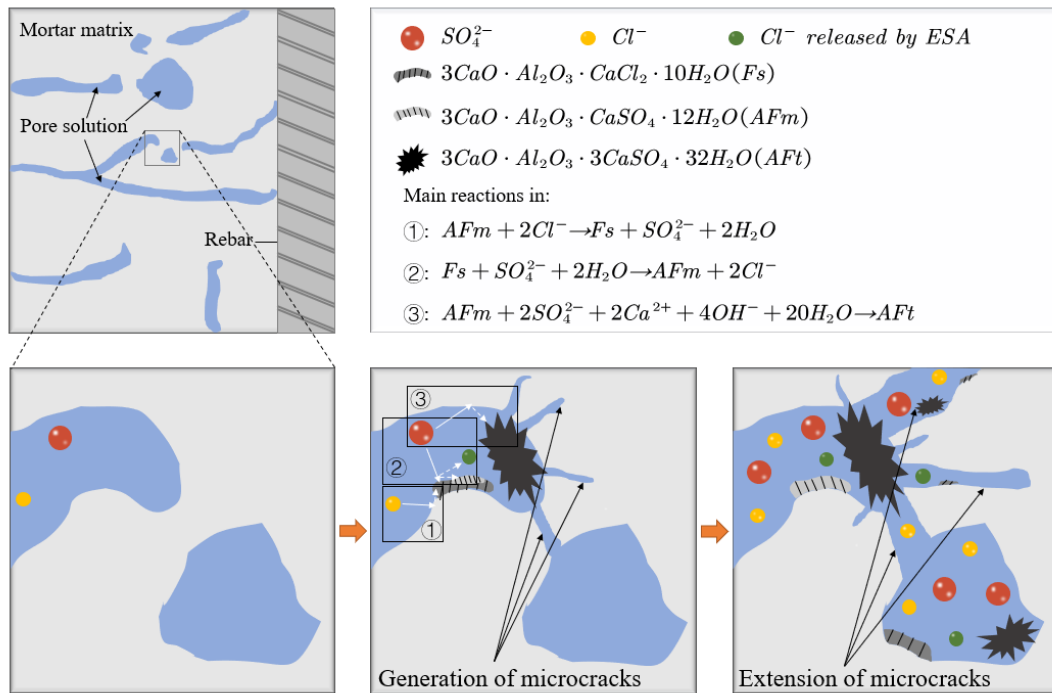 Mortar matrix
Pore solution
Rebar
SO₄²⁻
Cl⁻
Cl⁻ released by ESA
3CaO · Al₂O₃ · CaCl₂ · 10H₂O(Fs)
3CaO · Al₂O₃ · CaSO₄ · 12H₂O(AFm)
3CaO · Al₂O₃ · 3CaSO₄ · 32H₂O(AFt)
Main reactions in:
①: AFm + 2Cl⁻→Fs + SO₄²⁻ + 2H₂O
②: Fs + SO₄²⁻ + 2H₂O→AFm + 2Cl⁻
③: AFm + 2SO₄²⁻ + 2Ca²⁺ + 4OH⁻ + 20H₂O→AFt
③
②
①
Generation of microcracks
Extension of microcracks